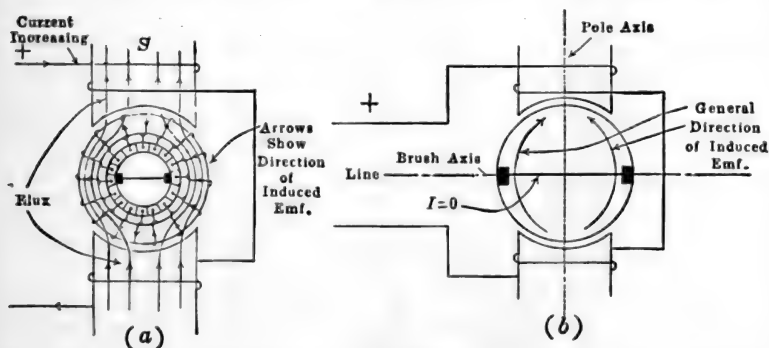 Current
Increasing
+
S
Arrows
Show
Direction
of
Induced
Emf.
Flux
(a)
Pole Axis
+
General
Direction
of Induced
Emf.
Brush Axis
Line
I=0
(b)